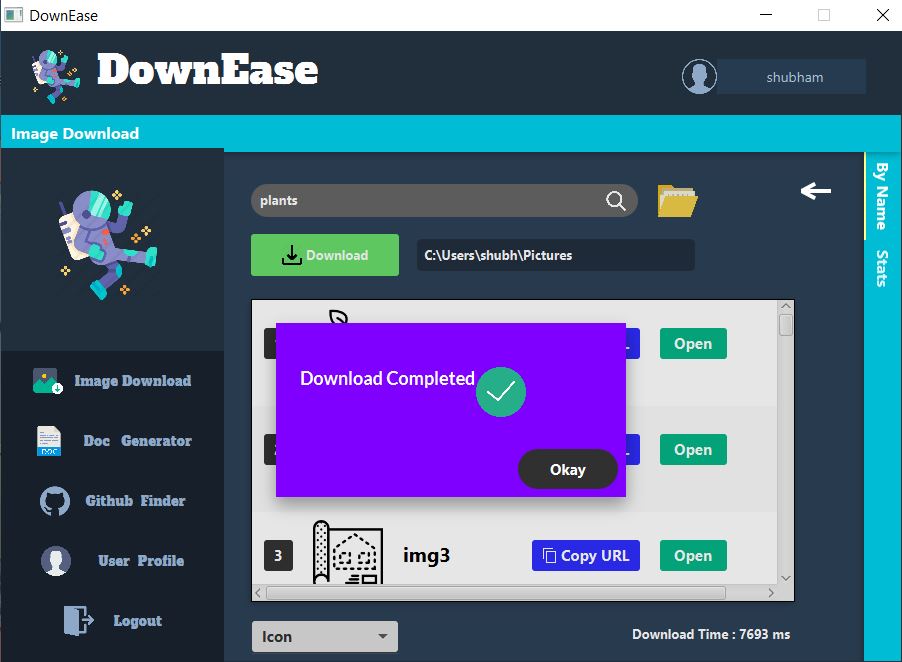 DownEase
DownEase
shubham
Image Download
By Name
Stats
plants
Download
C:\Users\shubh\Pictures
Open
Download Completed
Open
Okay
3
img3
Copy URL
Open
Image Download
Doc Generator
DOC
Github Finder
User Profile
Logout
Icon
Download Time : 7693 ms